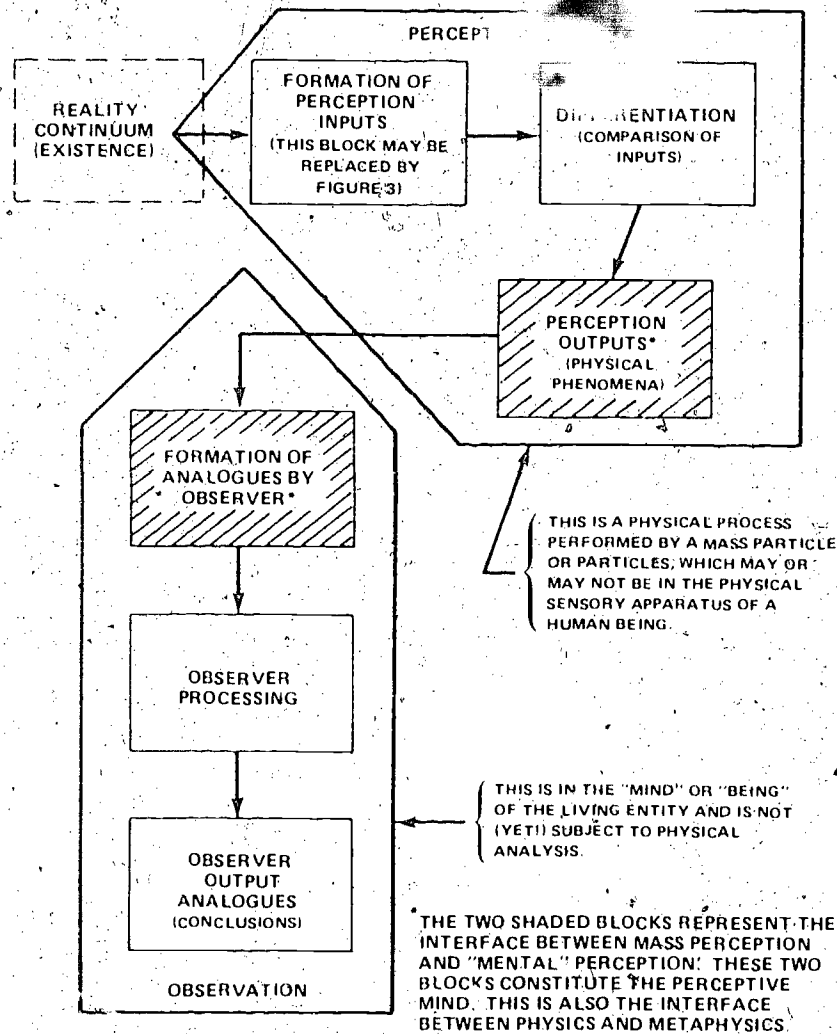 PERCEPT
REALITY
CONTINUUM
(EXISTENCE)
FORMATION OF
PERCEPTION
INPUTS
(THIS BLOCK MAY BE
REPLACED BY
FIGURE 3)
(COMPARISON OF
INPUTS)
PERCEPTION
OUTPUTS*
(PHYSICAL
PHENOMENA)
FORMATION OF
ANALOGUES BY
OBSERVER*
THIS IS A PHYSICAL PROCESS
PERFORMED BY A MASS PARTICLE
OR PARTICLES, WHICH MAY OR
MAY NOT BE IN THE PHYSICAL
SENSORY APPARATUS OF A
HUMAN BEING.
OBSERVER
PROCESSING
THIS IS IN THE "MIND" OR "BEING"
OF THE LIVING ENTITY AND IS NOT
(YET!) SUBJECT TO PHYSICAL
ANALYSIS.
OBSERVER
OUTPUT
ANALOGUES
(CONCLUSIONS)
OBSERVATION
*THE TWO SHADED BLOCKS REPRESENT THE
INTERFACE BETWEEN MASS PERCEPTION
AND "MENTAL" PERCEPTION. THESE TWO
BLOCKS CONSTITUTE THE PERCEPTIVE
MIND. THIS IS ALSO THE INTERFACE
BETWEEN PHYSICS AND METAPHYSICS.